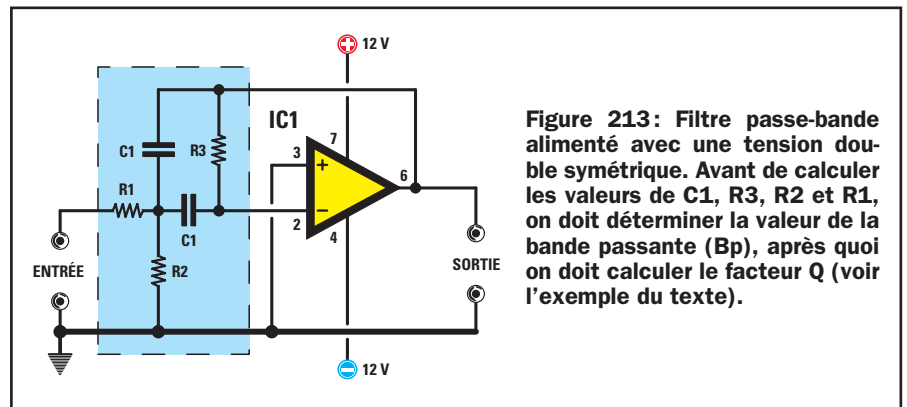 12 V
IC1
C1
R3
7
3
+
6
R1
−
2
4
C1
ENTRÉE
R2
SORTIE
12 V
Figure 213: Filtre passe-bande
alimenté avec une tension dou-
ble symétrique. Avant de calculer
les valeurs de C1, R3, R2 et R1,
on doit déterminer la valeur de la
bande passante (Bp), après quoi
on doit calculer le facteur Q (voir
l'exemple du texte).